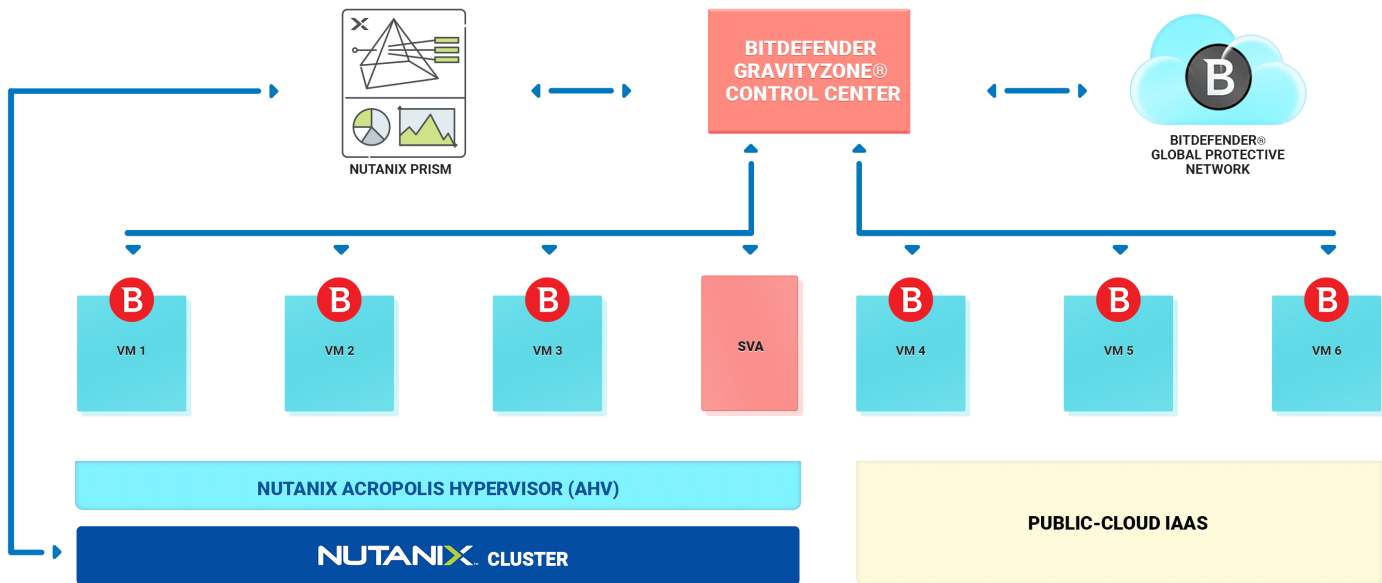 BITDEFENDER
GRAVITYZONE®
CONTROL CENTER
B
NUTANIX PRISM
BITDEFENDER®
GLOBAL PROTECTIVE
NETWORK
B
B
B
B
B
B
VM 1
VM 2
VM 3
SVA
VM 4
VM 5
VM 6
NUTANIX ACROPOLIS HYPERVISOR (AHV)
NUTANIX™ CLUSTER
PUBLIC-CLOUD IAAS